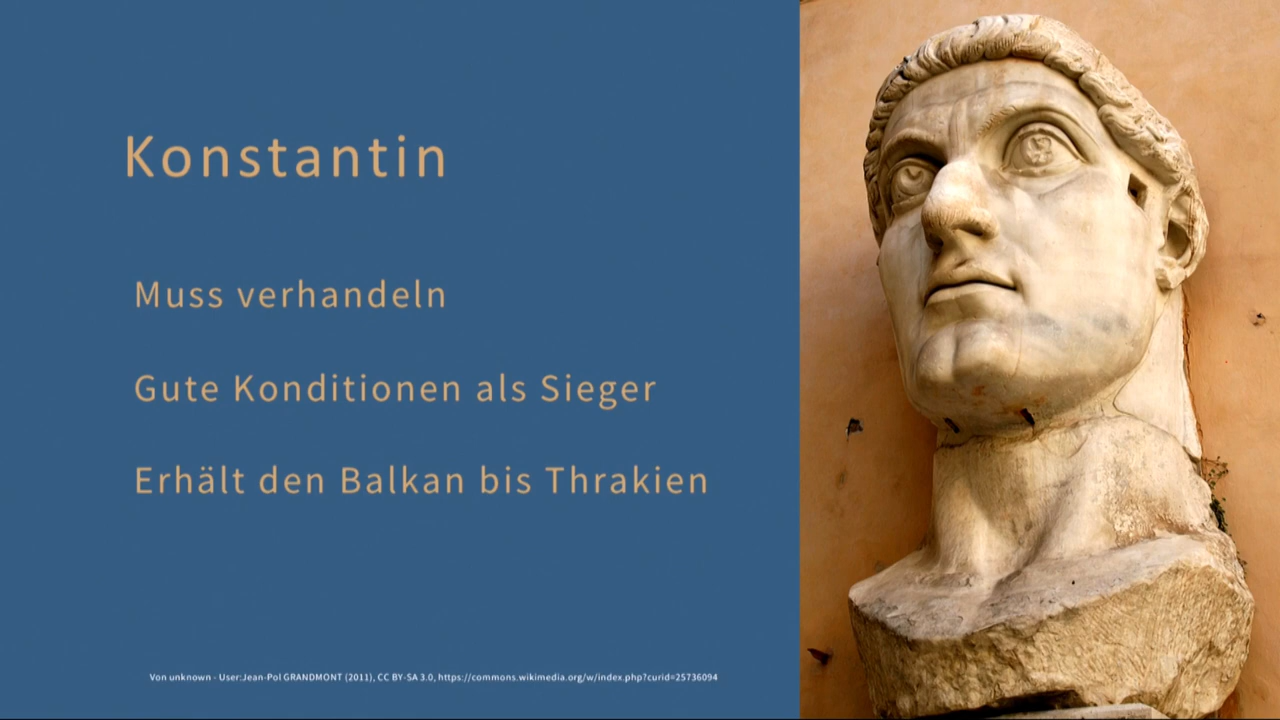 Konstantin
Muss verhandeln
Gute Konditionen als Sieger
Erhält den Balkan bis Thrakien
Von unknown - User:Jean-Pol GRANDMONT (2011), CC BY-SA 3.0, https://commons.wikimedia.org/w/index.php?curid=25736094